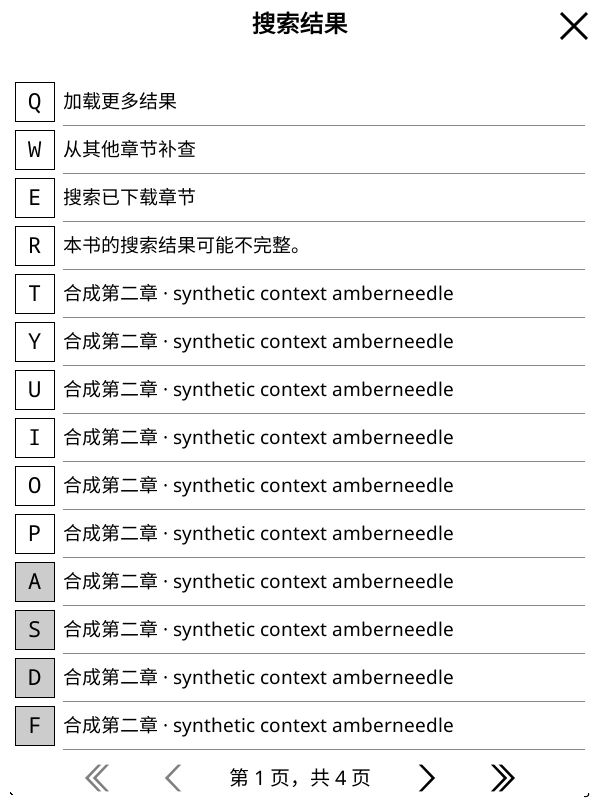 搜索结果
Q 加载更多结果
W 从其他章节补查
E 搜索已下载章节
R 本书的搜索结果可能不完整。
T 合成第二章 · synthetic context amberneedle
Y 合成第二章 · synthetic context amberneedle
U 合成第二章 · synthetic context amberneedle
I 合成第二章 · synthetic context amberneedle
O 合成第二章 · synthetic context amberneedle
P 合成第二章 · synthetic context amberneedle
A 合成第二章 · synthetic context amberneedle
S 合成第二章 · synthetic context amberneedle
D 合成第二章 · synthetic context amberneedle
F 合成第二章 · synthetic context amberneedle
第 1 页，共 4 页